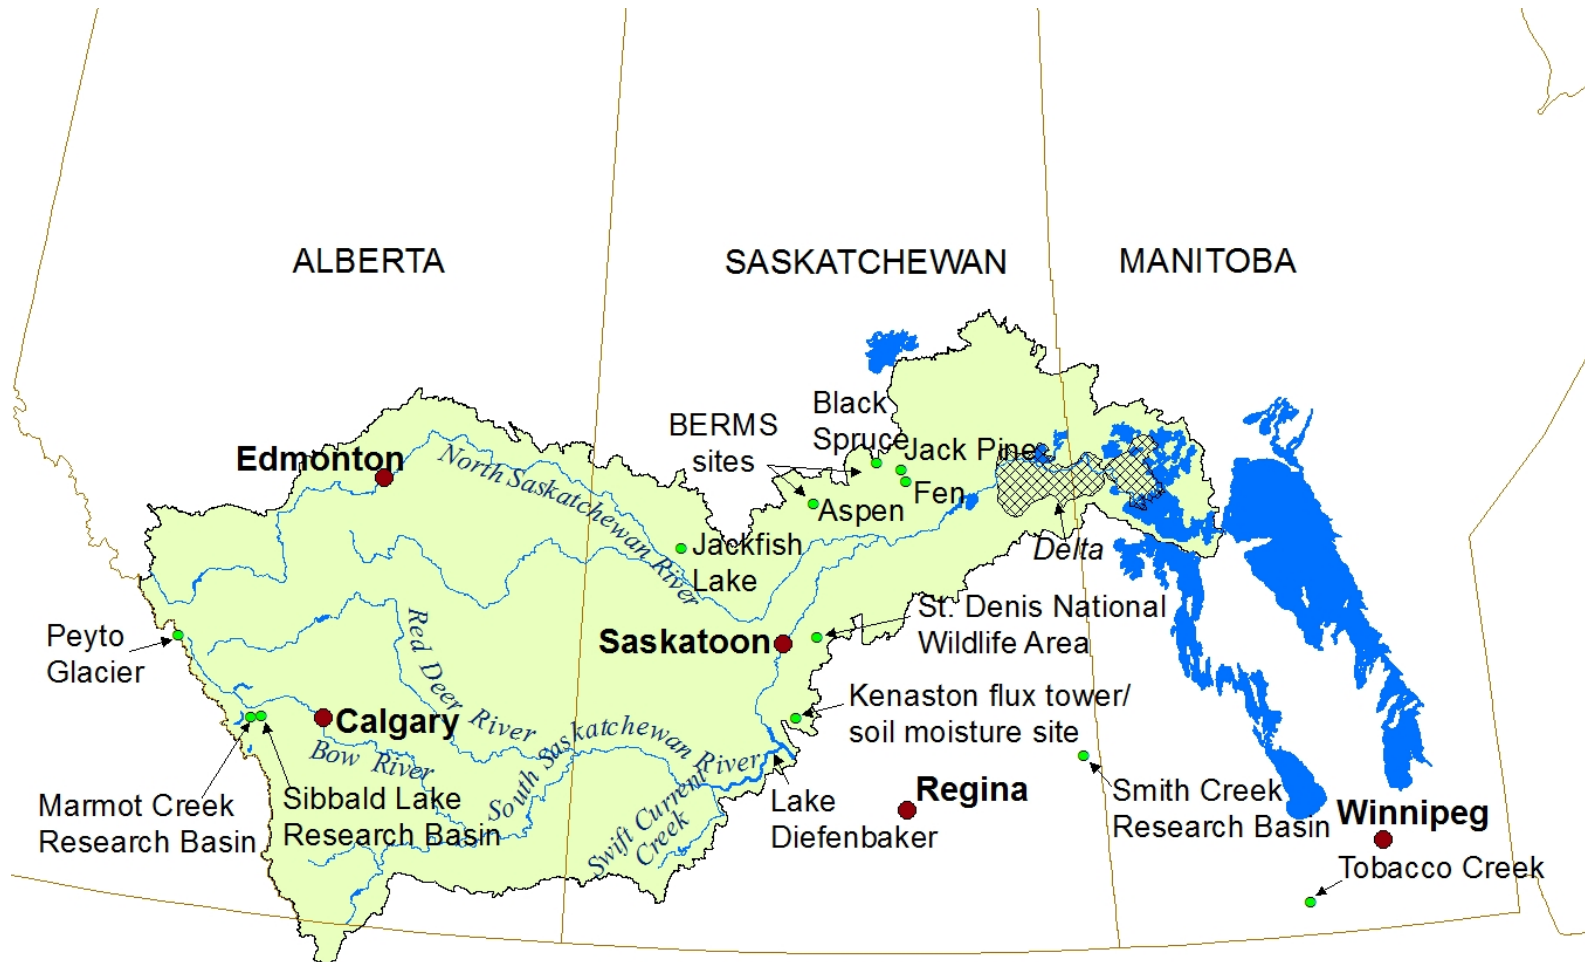 ALBERTA
SASKATCHEWAN
MANITOBA
Black
Spruce
BERMS
sites
Jack Pine
Edmonton
North Saskatchewan River
Fen
Aspen
Delta
Jackfish
Lake
St. Denis National
Wildlife Area
Peyto
Glacier
Red Deer River
Saskatoon
Kenaston flux tower/
soil moisture site
Calgary
Bow River
South Saskatchewan River
Marmot Creek
Research Basin
Sibbald Lake
Research Basin
Swift Current
Creek
Lake
Diefenbaker
Regina
Smith Creek
Research Basin
Winnipeg
Tobacco Creek